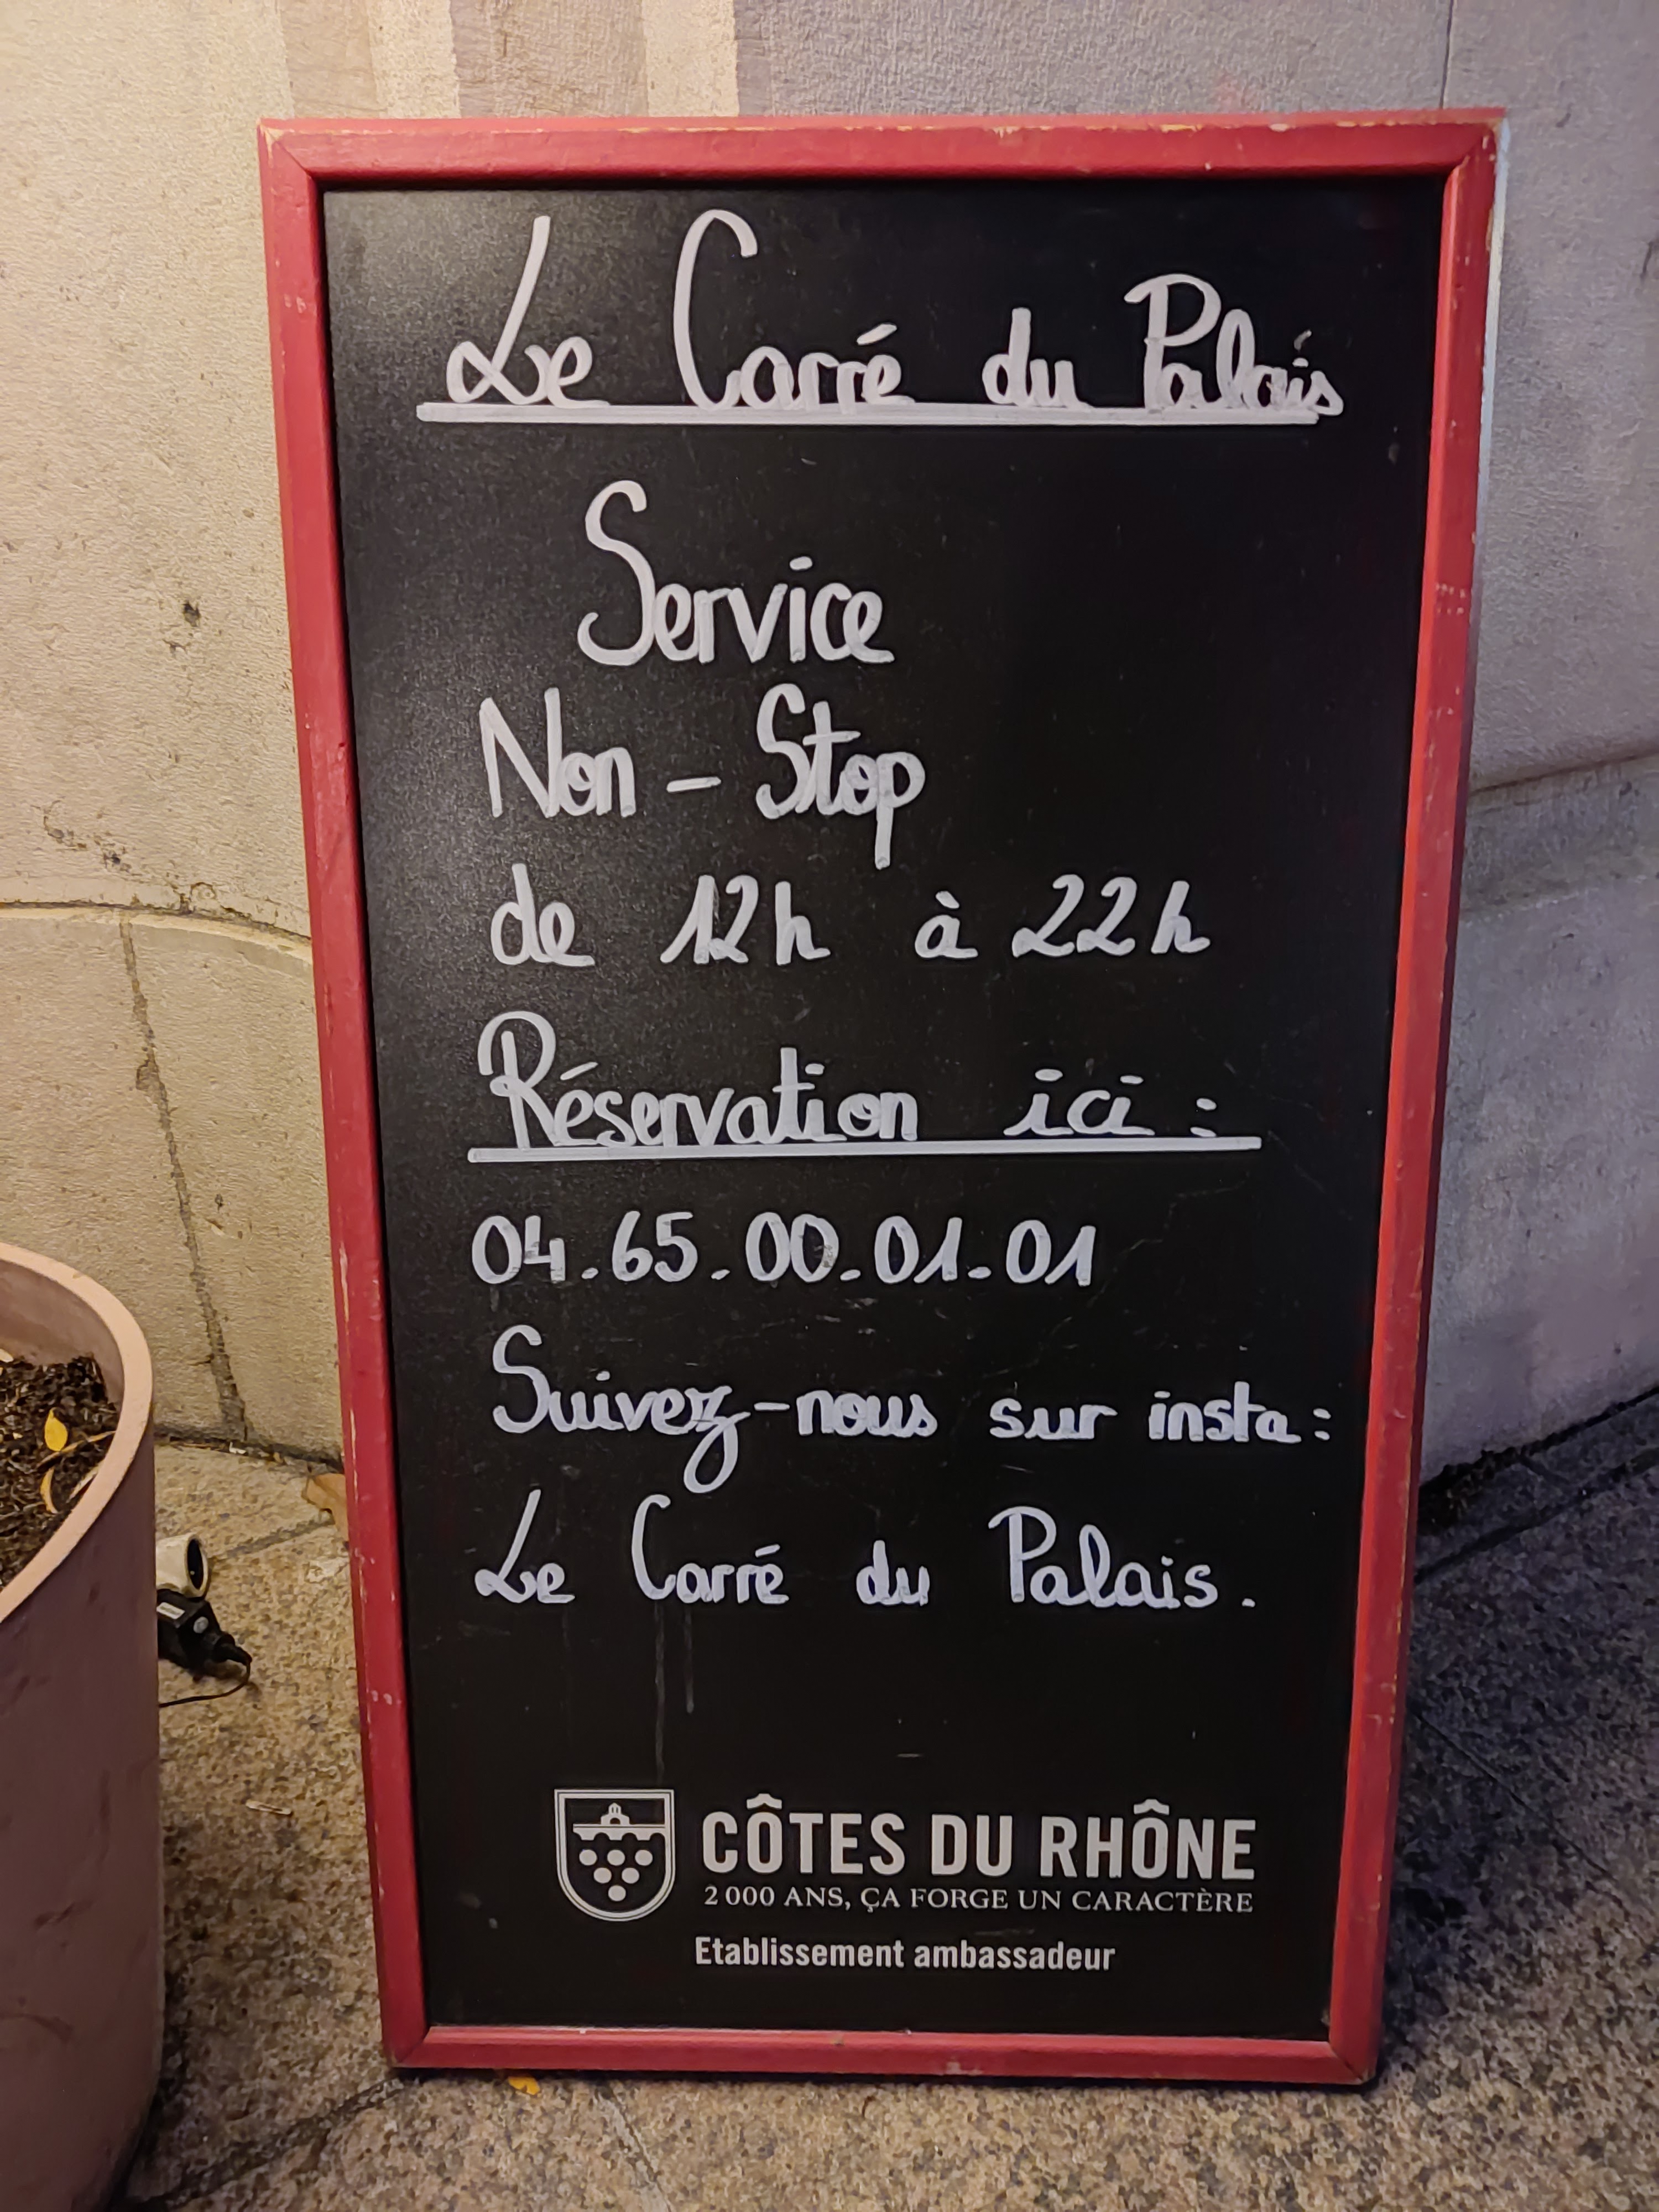 Le Carré du Palais
Service
Non - Stop
de 12h à 22h
Réservation ici :
04.65.00.01.01
Suivez-nous sur insta:
Le Carré du Palais.
CÔTES DU RHÔNE
2 000 ANS, ÇA FORGE UN CARACTÈRE
Etablissement ambassadeur